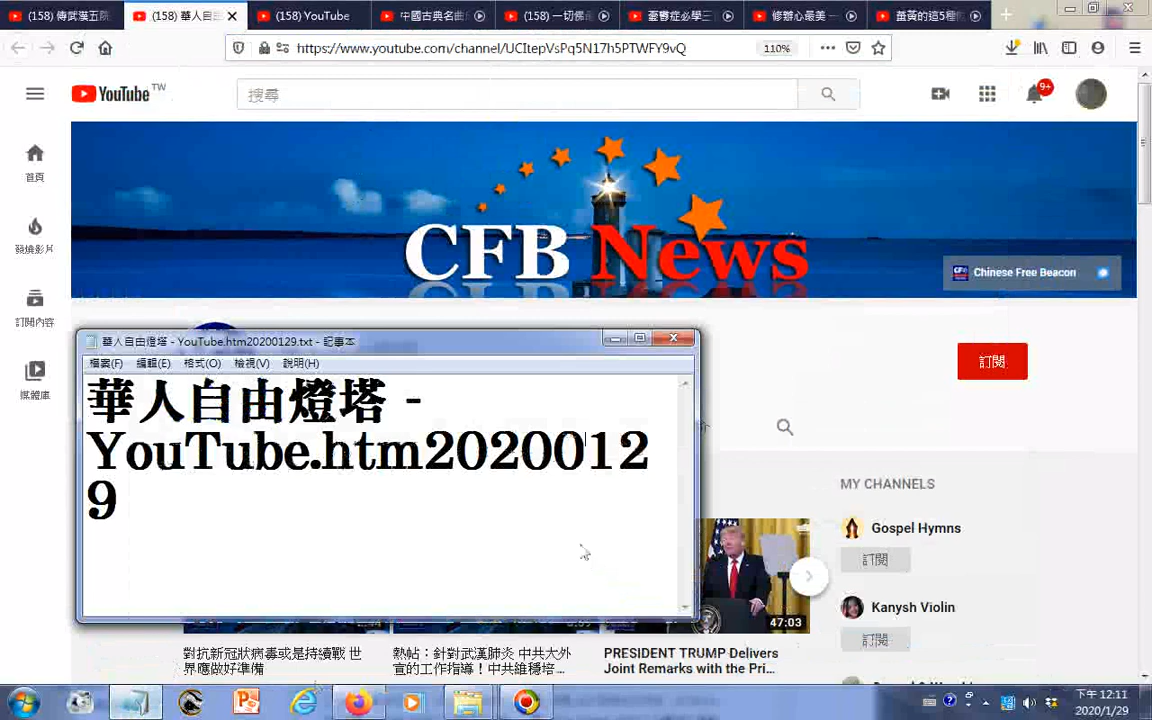 (158) 傳武漢五院
(158) 華人自
(158) YouTube
中國古典名曲
(158) 一切佛
憂鬱症必學三
修辦心最美
薑黃的這5種
https://www.youtube.com/channel/UCItepVsPq5N17h5PTWFY9vQ
110%
YouTube TW
搜尋
9+
首頁
發燒影片
訂閱內容
媒體庫
CFB News
Chinese Free Beacon
訂閱
華人自由燈塔 - YouTube.htm20200129.txt - 記事本
檔案(F) 編輯(E) 格式(O) 檢視(V) 說明(H)
華人自由燈塔 -
YouTube.htm2020012
9
MY CHANNELS
Gospel Hymns
訂閱
Kanysh Violin
訂閱
47:03
對抗新冠狀病毒或是持續戰 世
界應做好準備
熱帖：針對武漢肺炎 中共大外
宣的工作指導！中共維穩培...
PRESIDENT TRUMP Delivers
Joint Remarks with the Pri...
下午 12:11
2020/1/29